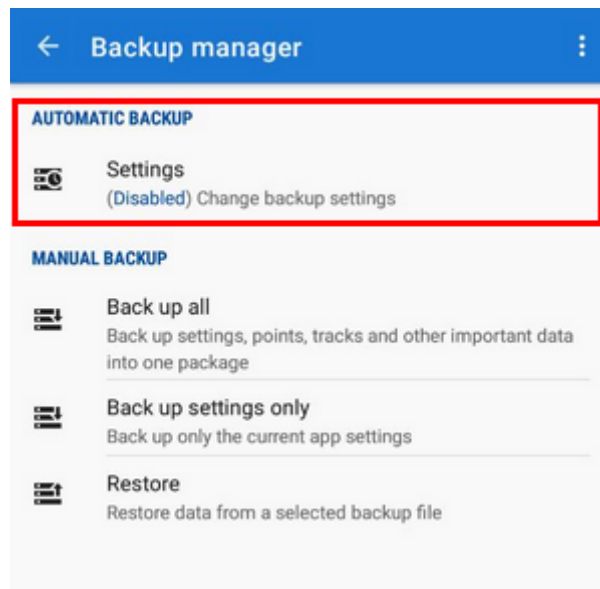 Backup manager
AUTOMATIC BACKUP
Settings
(Disabled) Change backup settings
MANUAL BACKUP
Back up all
Back up settings, points, tracks and other important data
into one package
Back up settings only
Back up only the current app settings
Restore
Restore data from a selected backup file